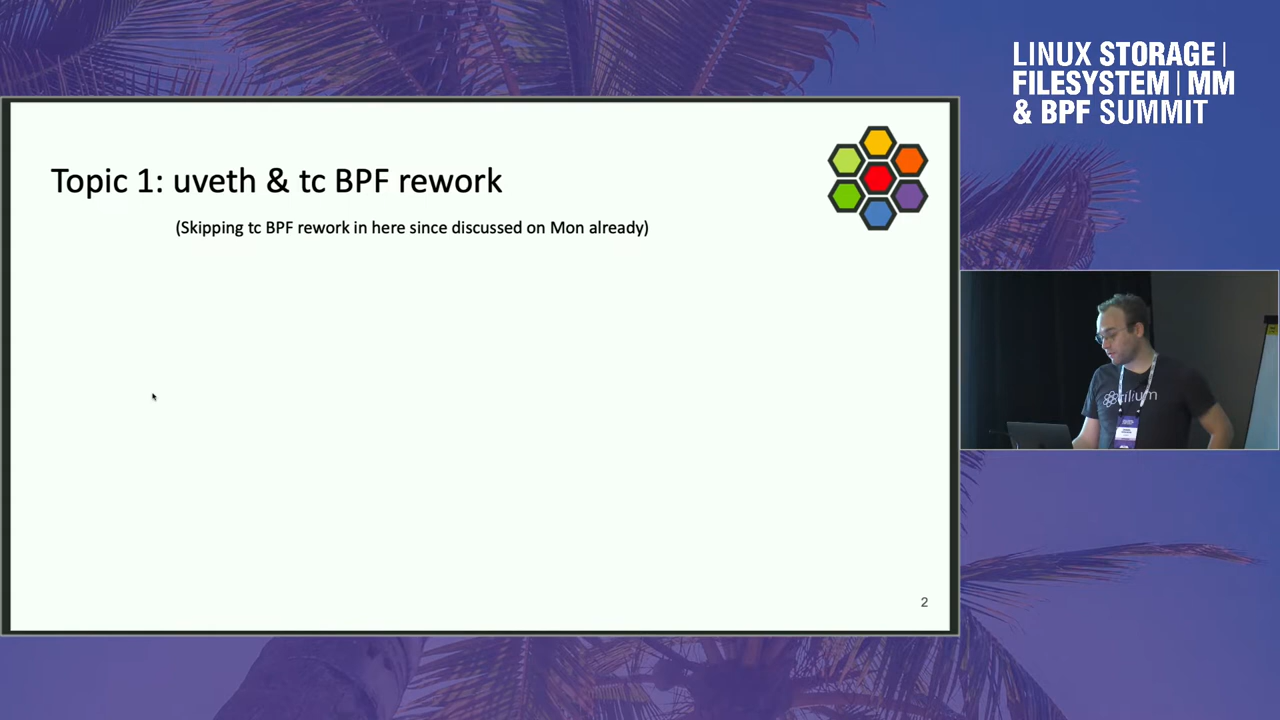 LINUX STORAGE |
FILESYSTEM | MM
& BPF SUMMIT
Topic 1: uveth & tc BPF rework
(Skipping tc BPF rework in here since discussed on Mon already)
2
cilium